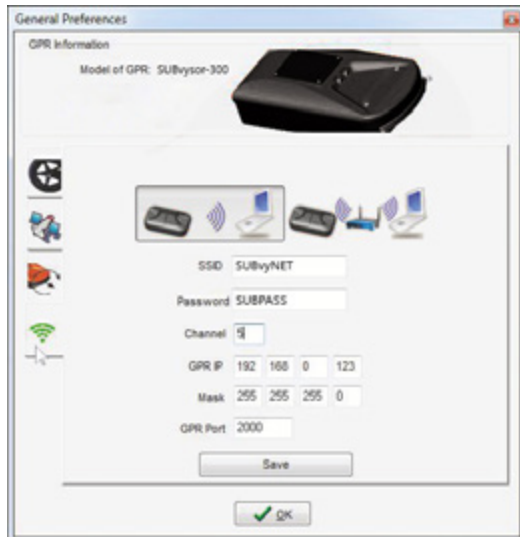 General Preferences
GPR Information
Model of GPR: SUBvysor-300
SSID SUBvyNET
Password SUBPASS
Channel 5
GPR IP 192 168 0 123
Mask 255 255 255 0
GPR Port 2000
Save
OK